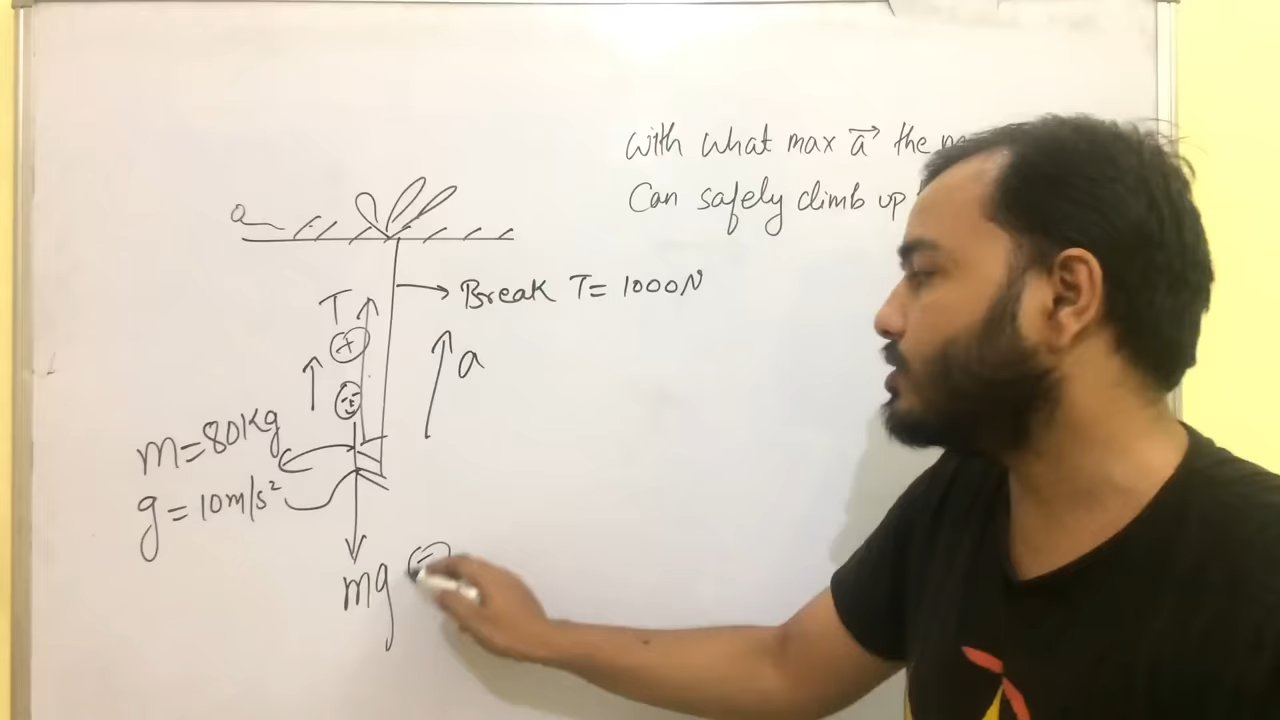 With what max a⃗ the
Can safely climb up
a
Break T= 1000N
T
+
a
m=80kg
g=10m/s²
mg